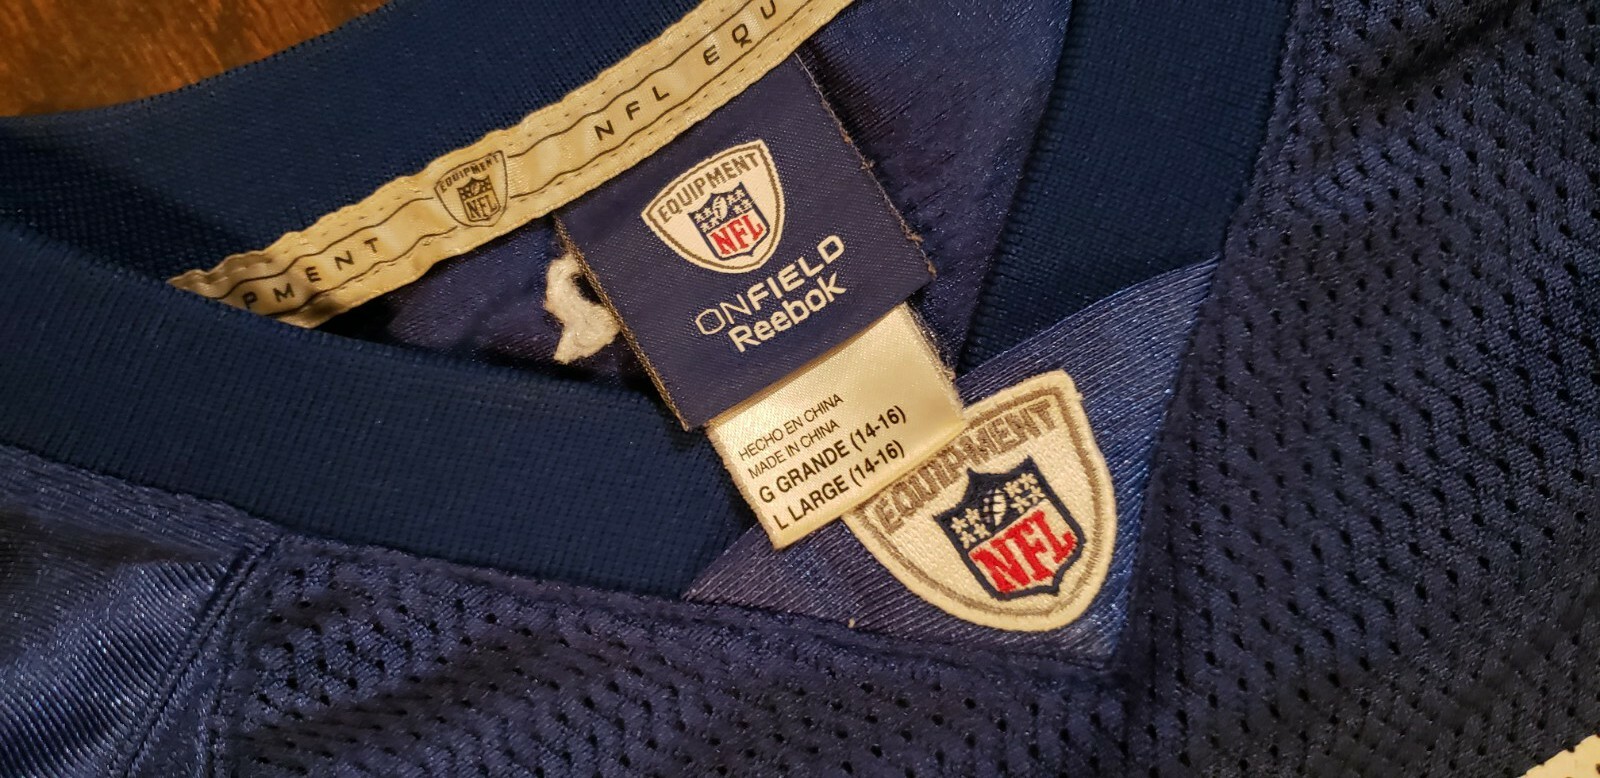 PMENT
EQUIPMENT
NFL
NFL EQU
EQUIPMENT
NFL
ONFIELD
Reebok
HECHO EN CHINA
MADE IN CHINA
G GRANDE (14-16)
L LARGE (14-16)
EQUIPMENT
NFL